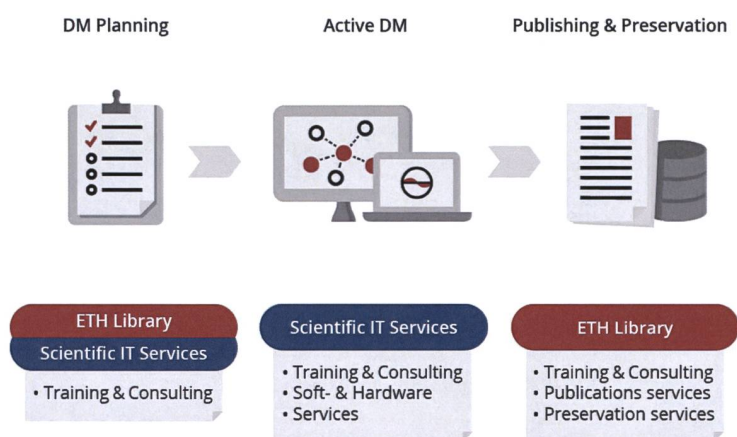 DM Planning
Active DM
Publishing & Preservation
ETH Library
Scientific IT Services
• Training & Consulting
Scientific IT Services
• Training & Consulting
• Soft- & Hardware
• Services
ETH Library
• Training & Consulting
• Publications services
• Preservation services